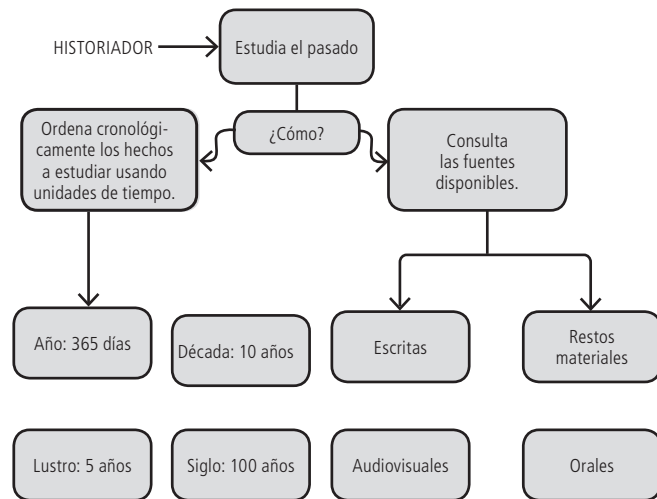 HISTORIADOR
Estudia el pasado
¿Cómo?
Ordena cronológi-
camente los hechos
a estudiar usando
unidades de tiempo.
Consulta
las fuentes
disponibles.
Año: 365 días
Década: 10 años
Escritas
Restos
materiales
Lustro: 5 años
Siglo: 100 años
Audiovisuales
Orales